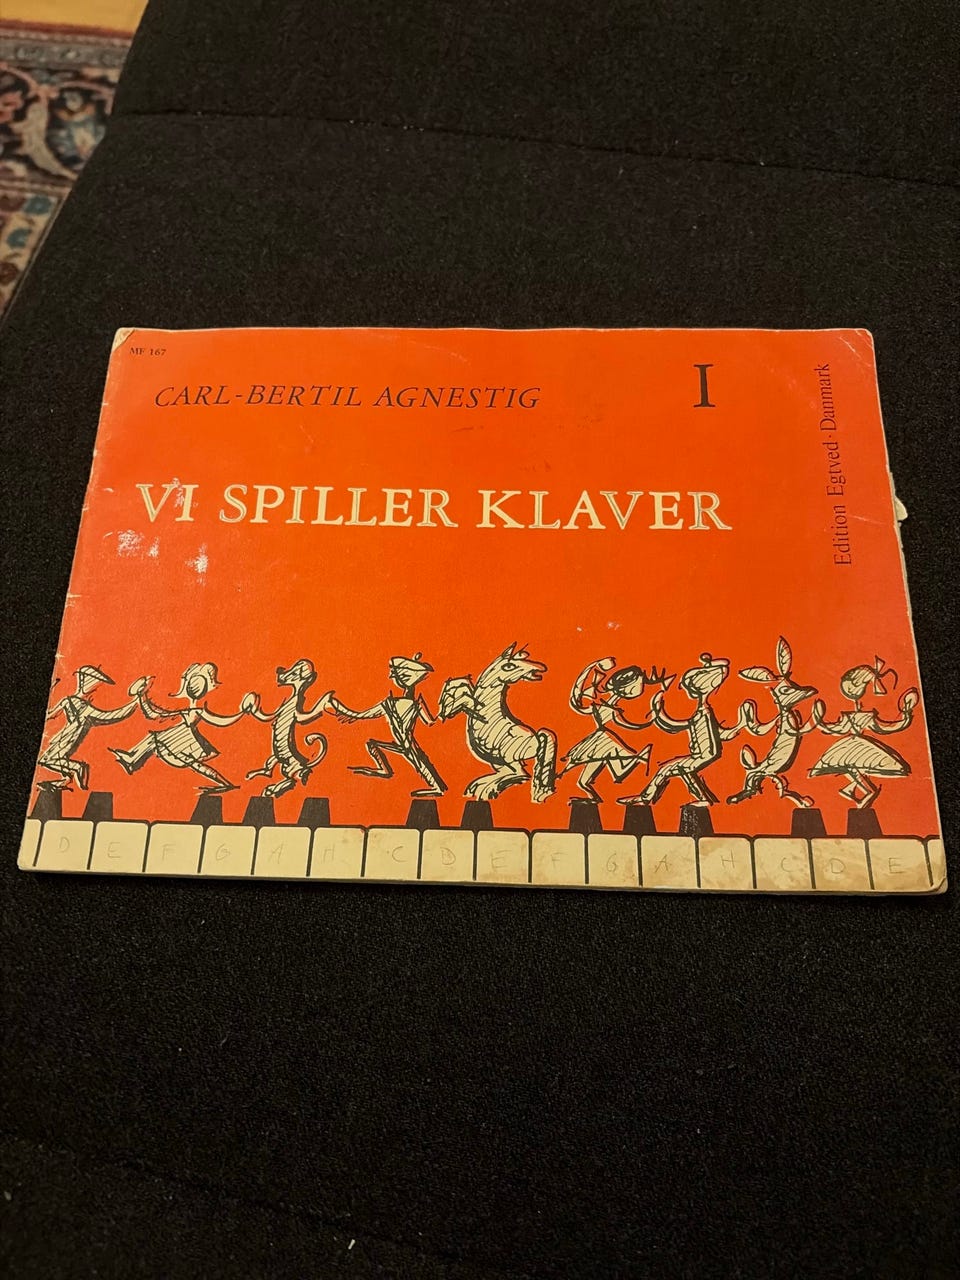 MF 167
CARL-BERTIL AGNESTIG
I
VI SPILLER KLAVER
Edition Egtved · Danmark
D E F G A H C D E F G A H C D E